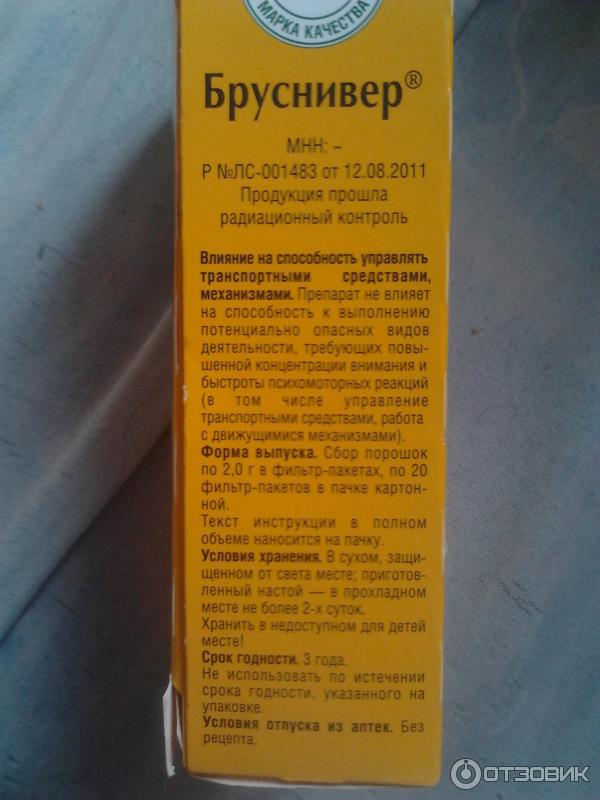 МАРКА КАЧЕСТВА
Бруснивер®
МНН: ~
Р №ЛС-001483 от 12.08.2011
Продукция прошла
радиационный контроль
Влияние на способность управлять
транспортными средствами,
механизмами. Препарат не влияет
на способность к выполнению
потенциально опасных видов
деятельности, требующих повы-
шенной концентрации внимания и
быстроты психомоторных реакций
(в том числе управление
транспортными средствами, работа
с движущимися механизмами).
Форма выпуска. Сбор порошок
по 2,0 г в фильтр-пакетах, по 20
фильтр-пакетов в пачке картон-
ной.
Текст инструкции в полном
объеме наносится на пачку.
Условия хранения. В сухом, защи-
щенном от света месте; приготов-
ленный настой — в прохладном
месте не более 2-х суток.
Хранить в недоступном для детей
месте!
Срок годности. 3 года.
Не использовать по истечении
срока годности, указанного на
упаковке.
Условия отпуска из аптек. Без
рецепта.
ОТЗОВИК